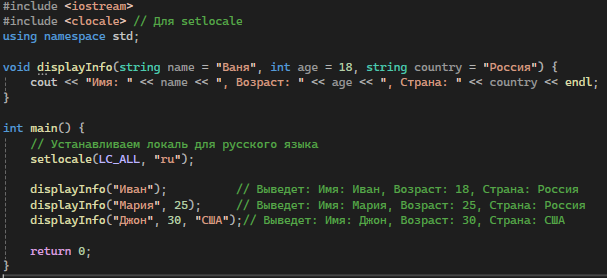 #include <iostream>
#include <clocale> // Для setlocale
using namespace std;
void displayInfo(string name = "Ваня", int age = 18, string country = "Россия") {
cout << "Имя: " << name << ", Возраст: " << age << ", Страна: " << country << endl;
}
int main() {
// Устанавливаем локаль для русского языка
setlocale(LC_ALL, "ru");
displayInfo("Иван"); // Выведет: Имя: Иван, Возраст: 18, Страна: Россия
displayInfo("Мария", 25); // Выведет: Имя: Мария, Возраст: 25, Страна: Россия
displayInfo("Джон", 30, "США");// Выведет: Имя: Джон, Возраст: 30, Страна: США
return 0;
}